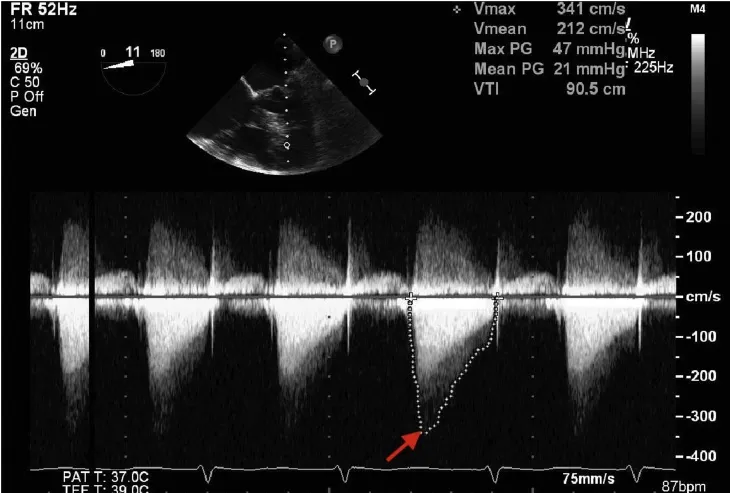 FR 52Hz
11cm
2D
69%
C 50
P Off
Gen
0 11 180
P
Vmax 341 cm/s
Vmean 212 cm/s
Max PG 47 mmHg
Mean PG 21 mmHg
VTI 90.5 cm
%
MHz
225Hz
M4
200
100
cm/s
-100
-200
-300
-400
PAT T: 37.0C
TEE T: 39.0C
75mm/s
87bpm